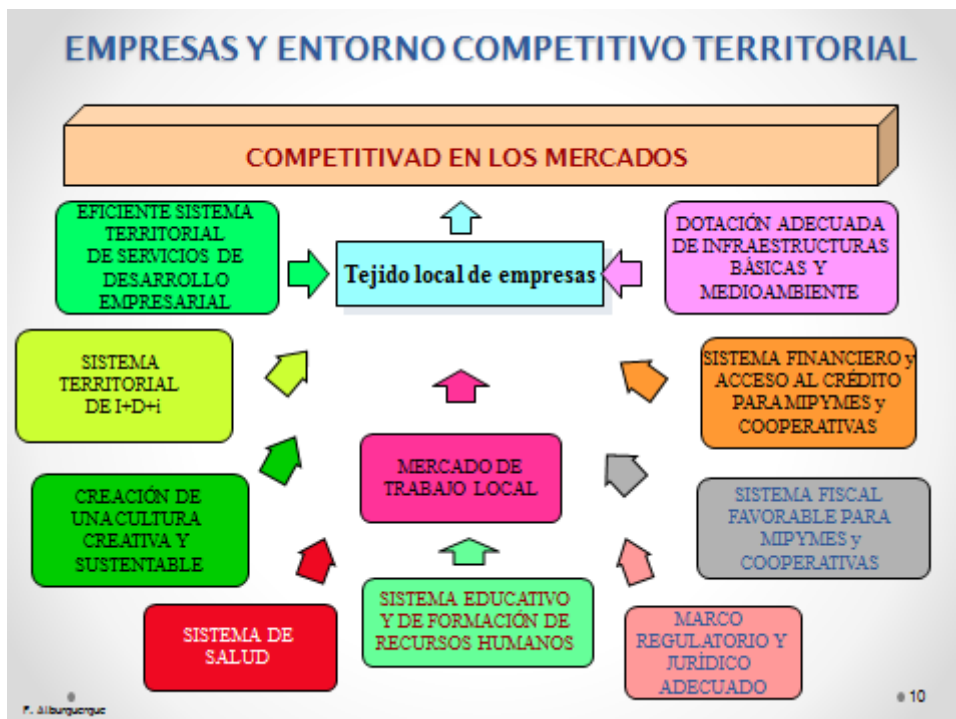 EMPRESAS Y ENTORNO COMPETITIVO TERRITORIAL
COMPETITIVAD EN LOS MERCADOS
EFICIENTE SISTEMA
TERRITORIAL
DE SERVICIOS DE
DESARROLLO
EMPRESARIAL
Tejido local de empresas
DOTACIÓN ADECUADA
DE INFRAESTRUCTURAS
BÁSICAS Y
MEDIOAMBIENTE
SISTEMA
TERRITORIAL
DE I+D+i
SISTEMA FINANCIERO y
ACCESO AL CRÉDITO
PARA MIPYMES y
COOPERATIVAS
MERCADO DE
TRABAJO LOCAL
CREACIÓN DE
UNA CULTURA
CREATIVA Y
SUSTENTABLE
SISTEMA FISCAL
FAVORABLE PARA
MIPYMES y
COOPERATIVAS
SISTEMA DE
SALUD
SISTEMA EDUCATIVO
Y DE FORMACIÓN DE
RECURSOS HUMANOS
MARCO
REGULATORIO Y
JURÍDICO
ADECUADO
F. Alburquerque
10